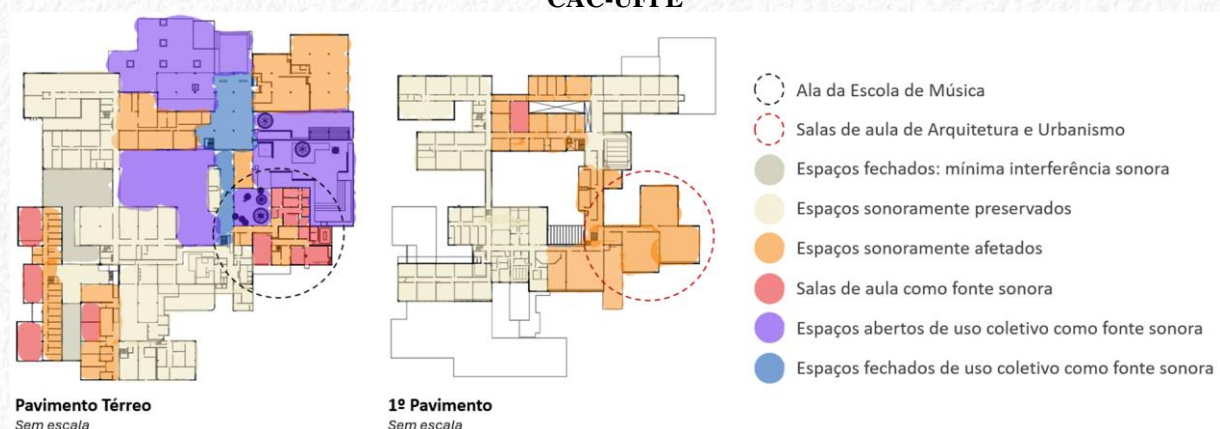 CAC-UFPE
Ala da Escola de Música
Salas de aula de Arquitetura e Urbanismo
Espaços fechados: mínima interferência sonora
Espaços sonoramente preservados
Espaços sonoramente afetados
Salas de aula como fonte sonora
Espaços abertos de uso coletivo como fonte sonora
Espaços fechados de uso coletivo como fonte sonora
Pavimento Térreo
Sem escala
1º Pavimento
Sem escala